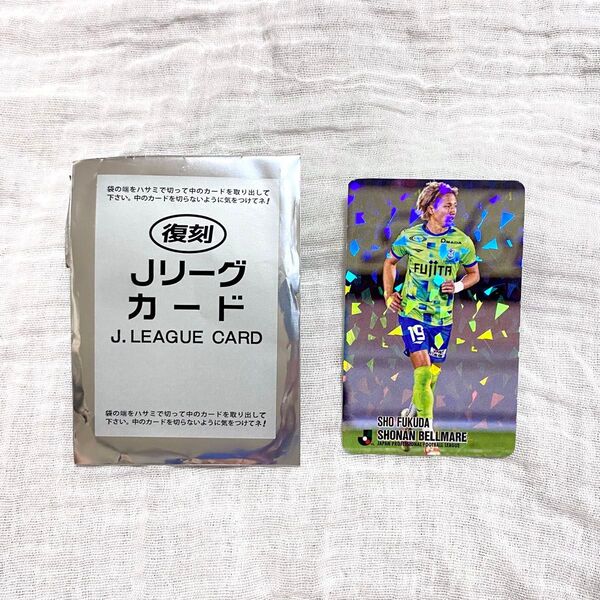 袋の端をハサミで切って中のカードを取り出して
下さい。中のカードを切らないように気をつけてネ!
復刻
Jリーグ
カード
J. LEAGUE CARD
袋の端をハサミで切って中のカードを取り出して
下さい。中のカードを切らないように気をつけてネ!
FUJITA
19
SHO FUKUDA
SHONAN BELLMARE
JAPAN PROFESSIONAL FOOTBALL LEAGUE